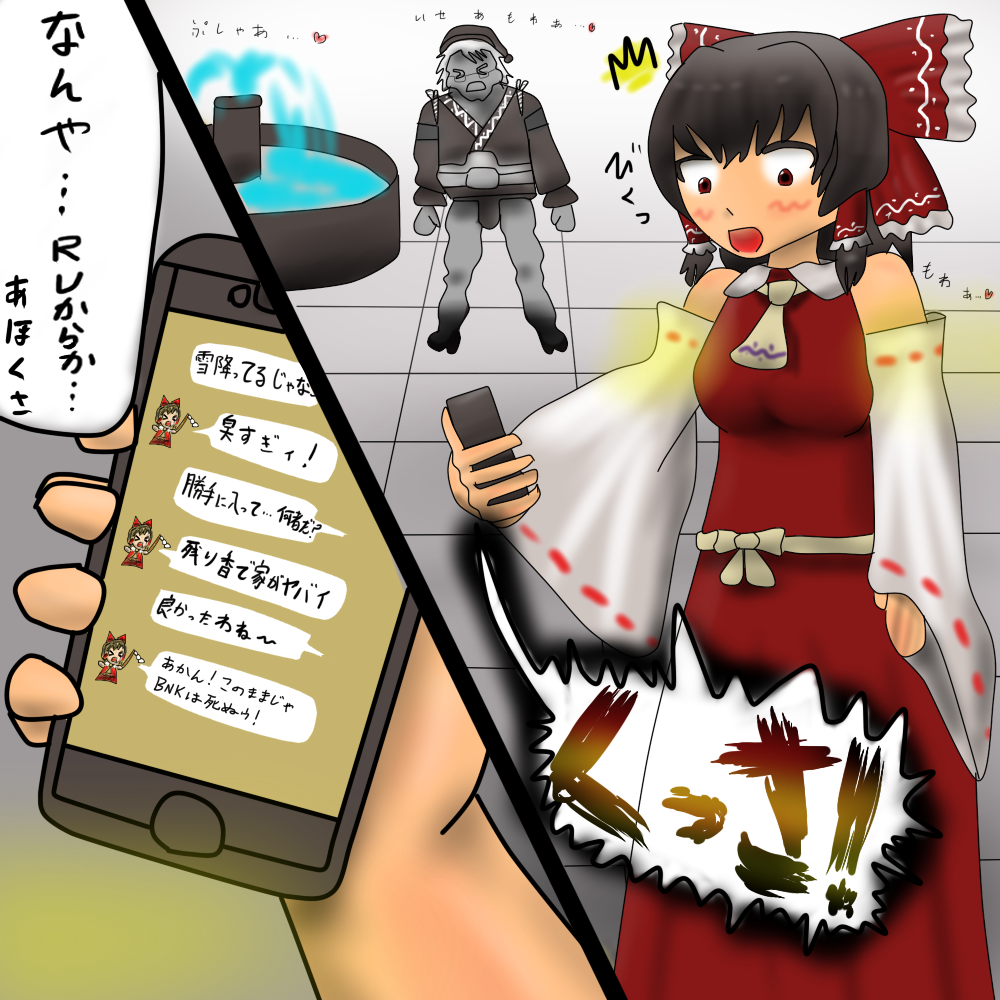 なんや…
RUからか…
あほくさ
雪降ってるじゃな
臭すぎィ！
勝手に入って…何者だ?
残り香で家がヤバイ
良かったわね〜
あかん！このままじゃ
BNKは死ぬゥ！
ぷしゃあ…♡
いせあもわぁ…♡
びくっ
もわ
ぁ…♡
くっさ!!